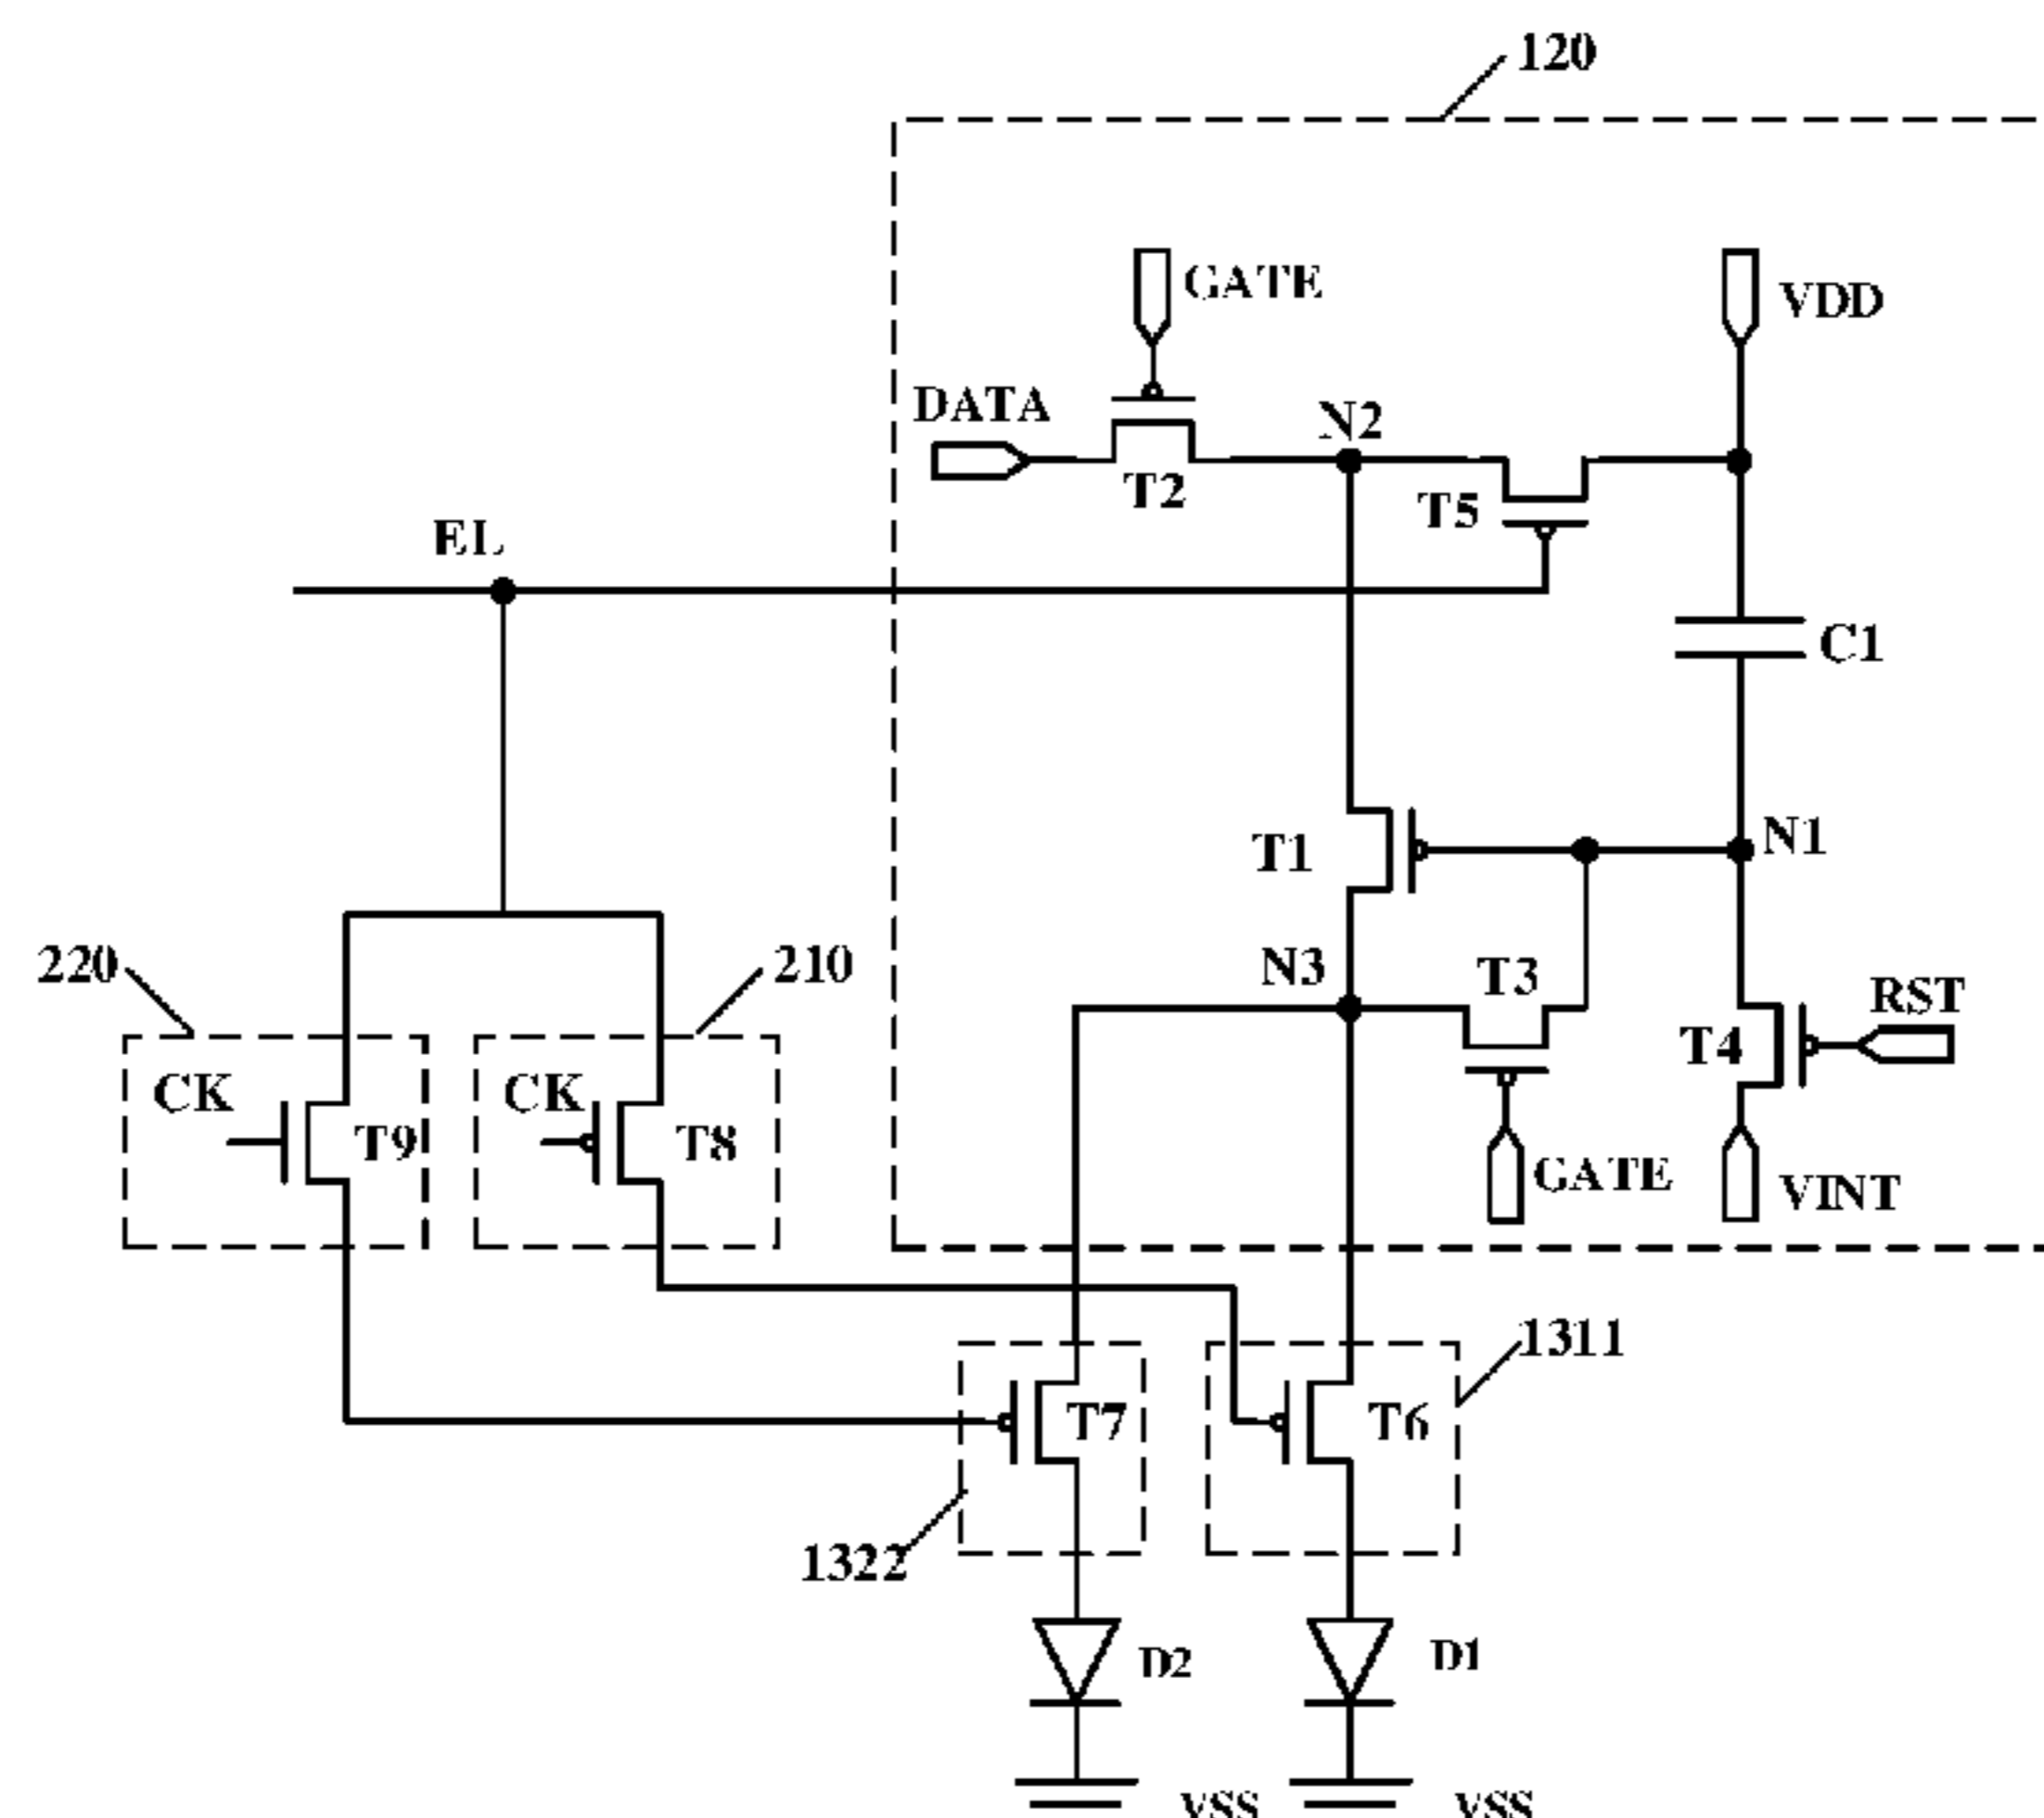 120
GATE
VDD
DATA
N2
T2
T5
EL
C1
T1
N1
220
210
N3
T3
RST
T4
CK
CK
T9
T8
GATE
VINT
1311
T7
T6
1322
D2
D1
VSS
VSS